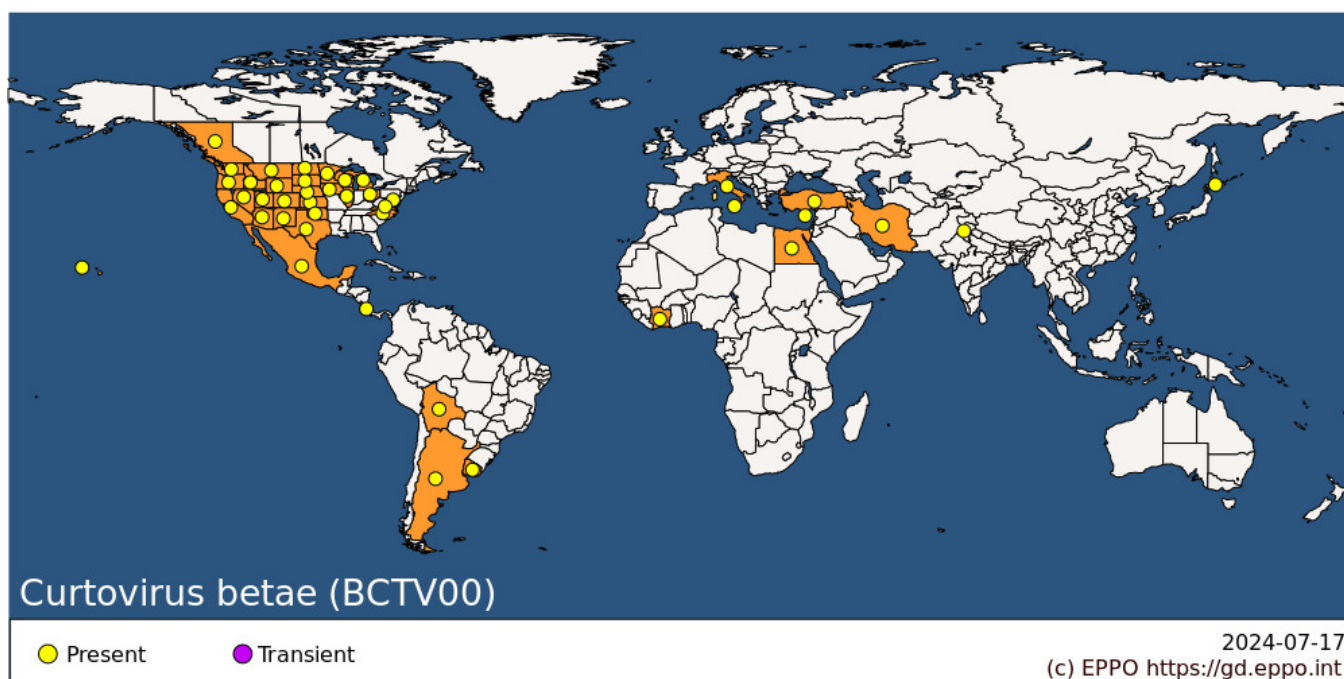 Curtovirus betae (BCTV00)
Present
Transient
2024-07-17
(c) EPPO https://gd.eppo.int